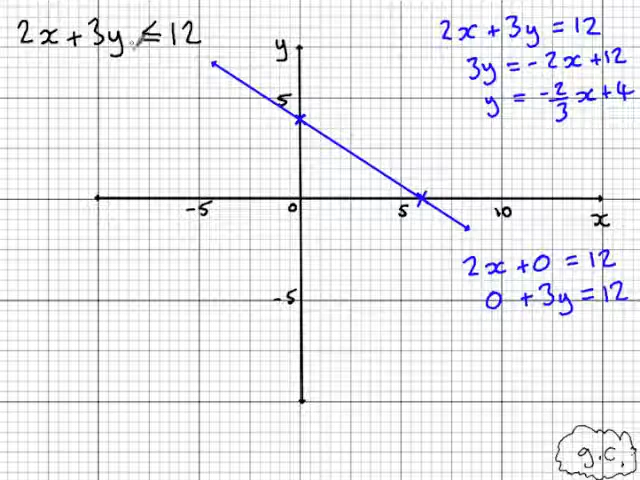 2x + 3y ≤ 12
2x + 3y = 12
3y = -2x + 12
y = -2/3 x + 4
y
5
-5
0
5
10
x
2x + 0 = 12
0 + 3y = 12
-5
g.c.